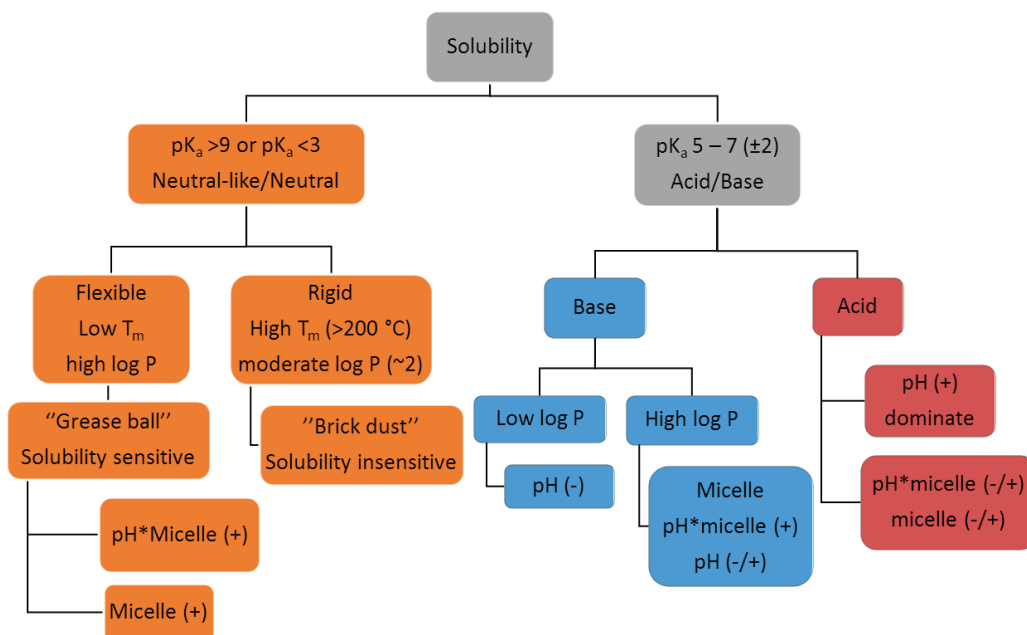 Solubility
pKₐ >9 or pKₐ <3
Neutral-like/Neutral
pKₐ 5 – 7 (±2)
Acid/Base
Flexible
Low Tₘ
high log P
Rigid
High Tₘ (>200 °C)
moderate log P (~2)
Base
Acid
"Grease ball"
Solubility sensitive
"Brick dust"
Solubility insensitive
Low log P
High log P
pH (+)
dominate
pH (-)
Micelle
pH*micelle (+)
pH (-/+)
pH*micelle (-/+)
micelle (-/+)
pH*Micelle (+)
Micelle (+)